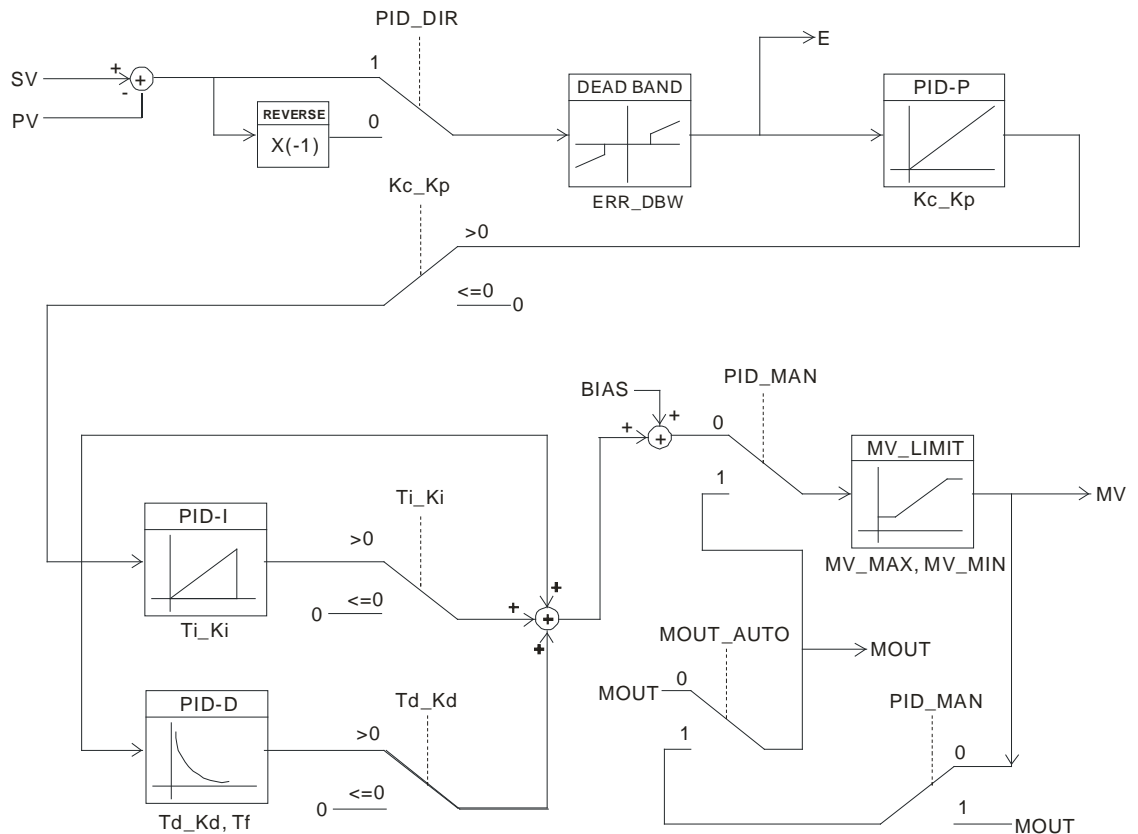 PID_DIR
E
SV
+
+
-
PV
1
REVERSE
X(-1)
0
DEAD BAND
ERR_DBW
PID-P
Kc_Kp
Kc_Kp
>0
<=0
0
BIAS
+
+
+
PID_MAN
0
1
MV_LIMIT
MV_MAX, MV_MIN
MV
PID-I
Ti_Ki
Ti_Ki
>0
0
<=0
+
+
+
+
MOUT_AUTO
MOUT
0
1
MOUT
PID_MAN
0
1
MOUT
PID-D
Td_Kd, Tf
Td_Kd
>0
0
<=0